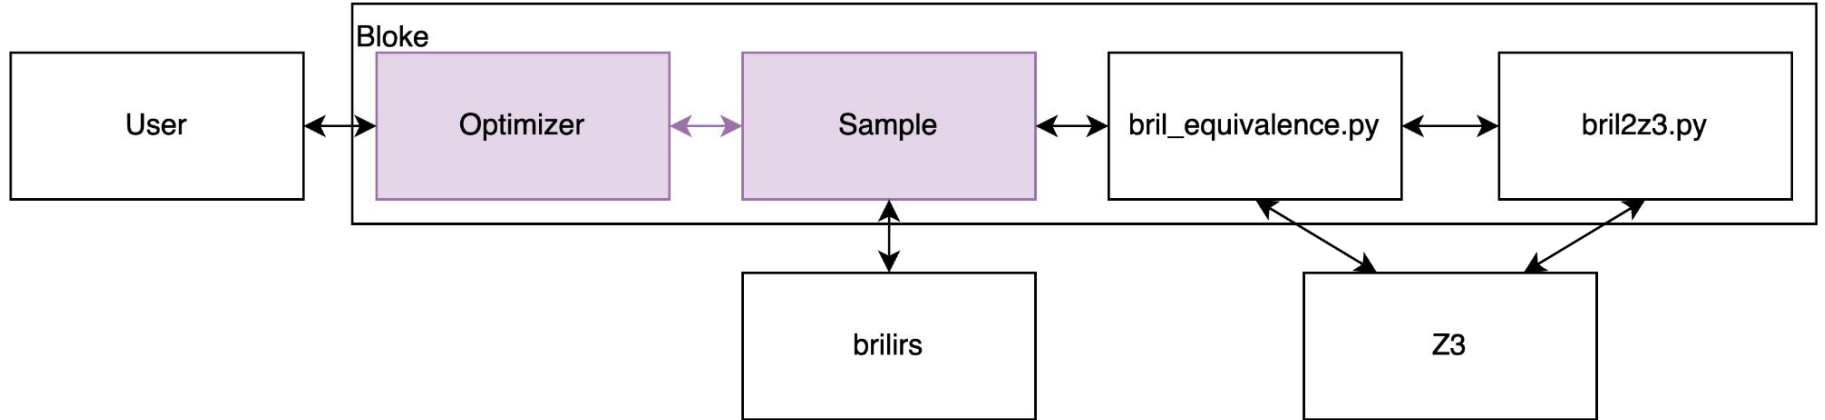 Bloke
User
Optimizer
Sample
bril_equivalence.py
bril2z3.py
brilirs
Z3